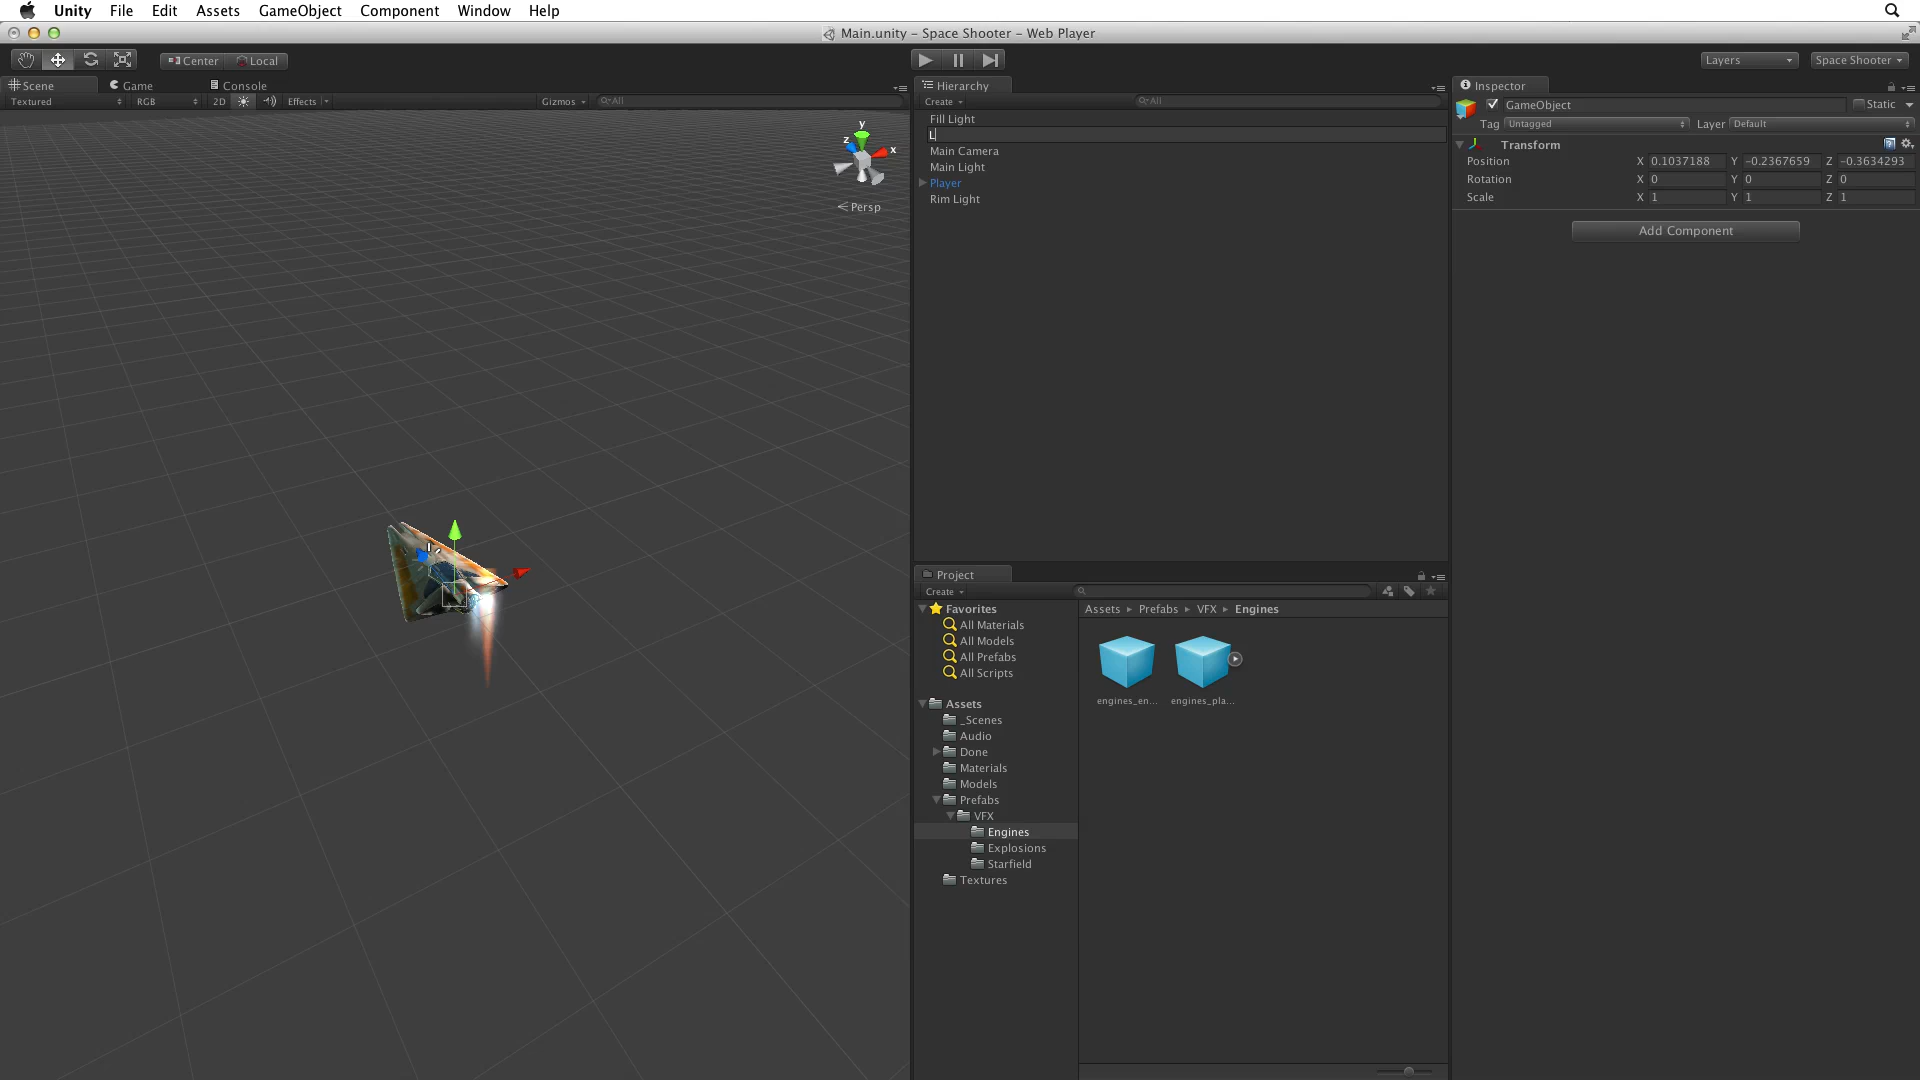 Unity File Edit Assets GameObject Component Window Help
Main.unity – Space Shooter – Web Player
Center Local
Layers
Space Shooter
Scene
Game
Console
Textured
RGB
2D
Effects
Gizmos
All
y
z
x
Persp
Hierarchy
Create
All
Fill Light
L
Main Camera
Main Light
Player
Rim Light
Project
Create
Favorites
All Materials
All Models
All Prefabs
All Scripts
Assets
_Scenes
Audio
Done
Materials
Models
Prefabs
VFX
Engines
Explosions
Starfield
Textures
Assets Prefabs VFX Engines
engines_en...
engines_pla...
Inspector
GameObject
Static
Tag Untagged
Layer Default
Transform
Position X 0.1037188 Y -0.2367659 Z -0.3634293
Rotation X 0 Y 0 Z 0
Scale X 1 Y 1 Z 1
Add Component